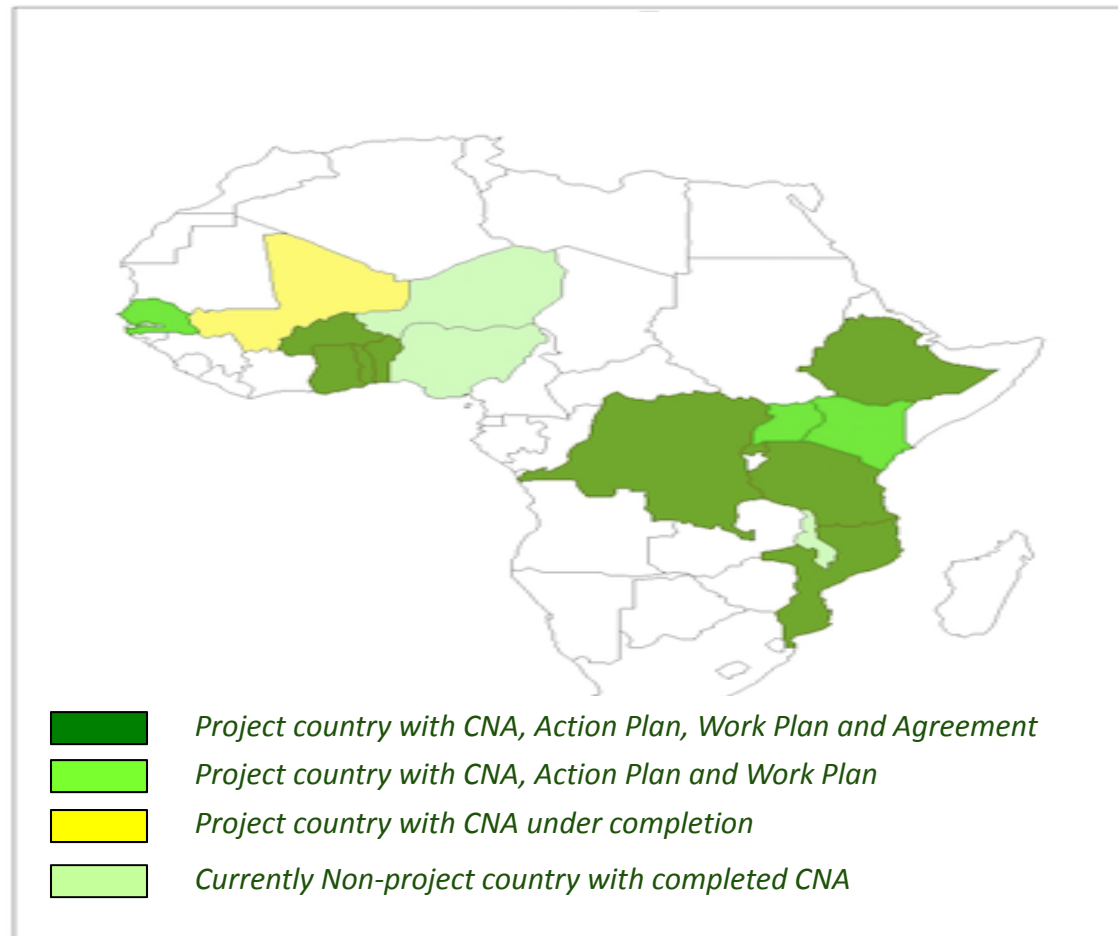 Project country with CNA, Action Plan, Work Plan and Agreement
Project country with CNA, Action Plan and Work Plan
Project country with CNA under completion
Currently Non-project country with completed CNA